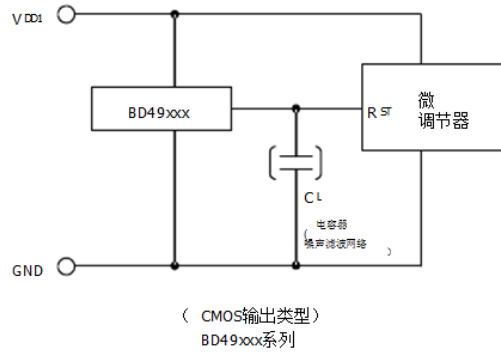 VDD1
BD49xxx
RST
微
调节器
CL
（ 电容器
噪声滤波网络 ）
GND
（ CMOS输出类型）
BD49xxx系列